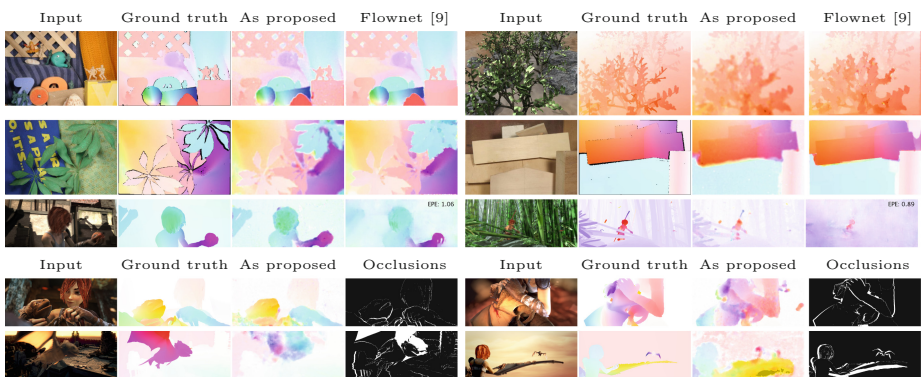 Input Ground truth As proposed Flownet [9] Input Ground truth As proposed Flownet [9]
EPE: 1.06 EPE: 0.89
Input Ground truth As proposed Occlusions Input Ground truth As proposed Occlusions